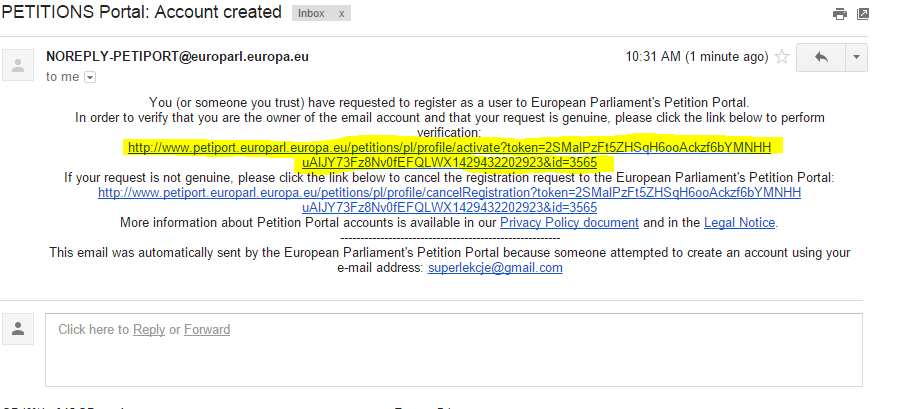 PETITIONS Portal: Account created Inbox x
NOREPLY-PETIPORT@europarl.europa.eu 10:31 AM (1 minute ago)
to me
You (or someone you trust) have requested to register as a user to European Parliament's Petition Portal.
In order to verify that you are the owner of the email account and that your request is genuine, please click the link below to perform
verification:
http://www.petiport.europarl.europa.eu/petitions/pl/profile/activate?token=2SMalPzFt5ZHSqH6ooAckzf6bYMNHH
uAIJY73Fz8Nv0fEFQLWX1429432202923&id=3565
If your request is not genuine, please click the link below to cancel the registration request to the European Parliament's Petition Portal:
http://www.petiport.europarl.europa.eu/petitions/pl/profile/cancelRegistration?token=2SMalPzFt5ZHSqH6ooAckzf6bYMNHH
uAIJY73Fz8Nv0fEFQLWX1429432202923&id=3565
More information about Petition Portal accounts is available in our Privacy Policy document and in the Legal Notice.
-------------------------------------------------------
This email was automatically sent by the European Parliament's Petition Portal because someone attempted to create an account using your
e-mail address: superlekcje@gmail.com
Click here to Reply or Forward